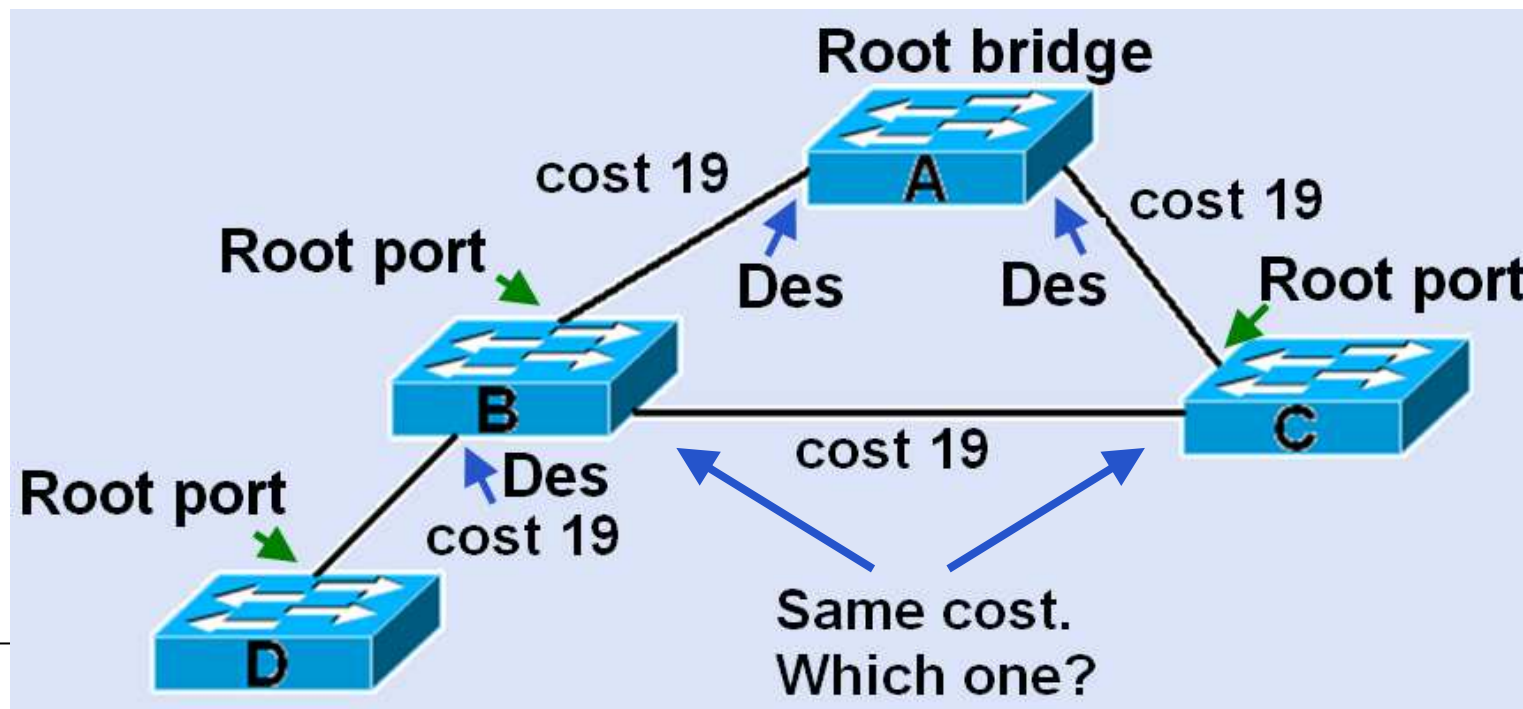 Root bridge
A
cost 19
cost 19
Root port
Des
Des
Root port
B
C
cost 19
Root port
Des
cost 19
D
Same cost.
Which one?